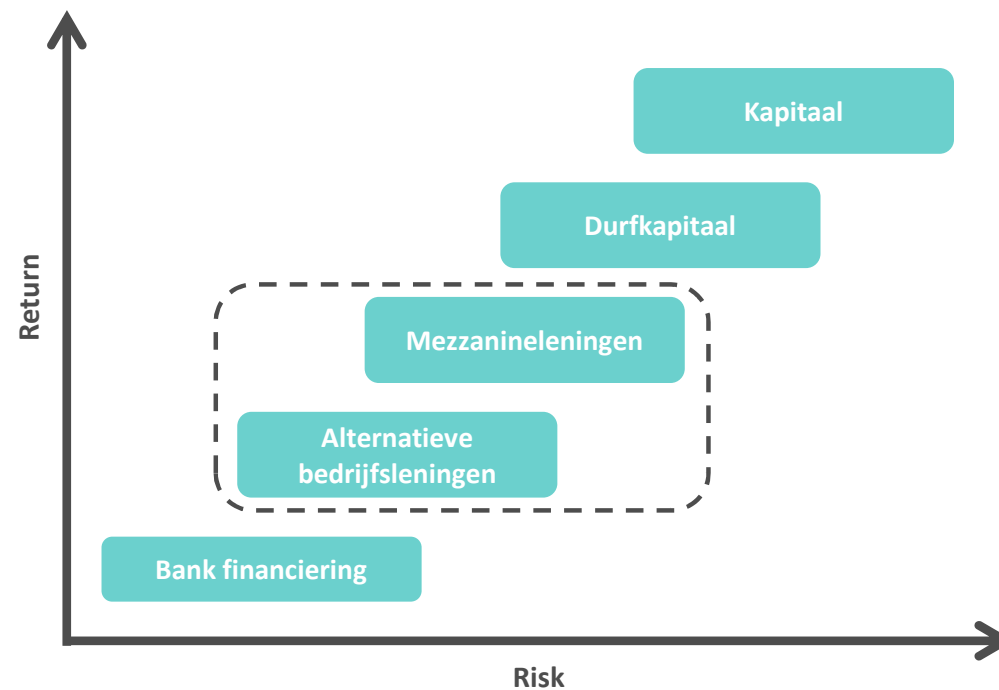 Kapitaal
Durfkapitaal
Return
Mezzanineleningen
Alternatieve
bedrijfsleningen
Bank financiering
Risk